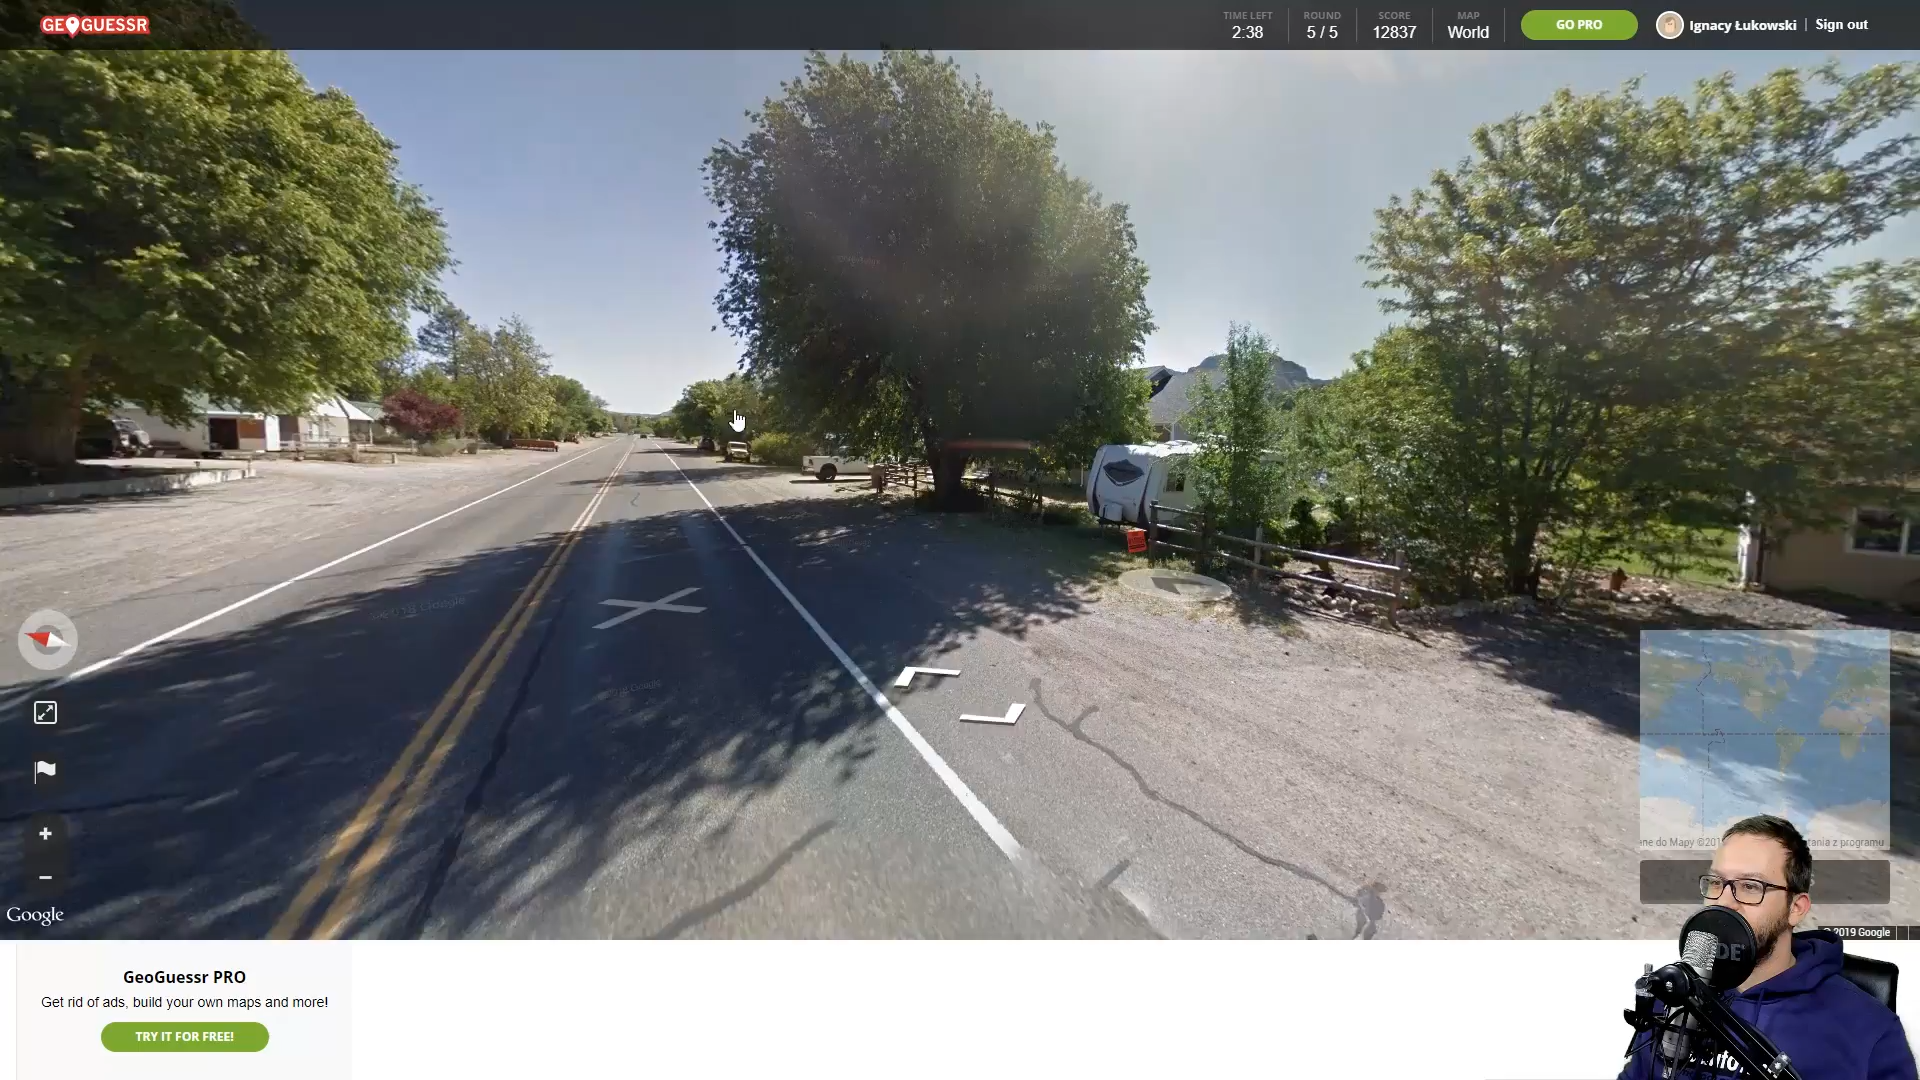 GEOGUESSR
TIME LEFT
2:38
ROUND
5 / 5
SCORE
12837
MAP
World
GO PRO
Ignacy Łukowski
Sign out
Google
© 2019 Google
GeoGuessr PRO
Get rid of ads, build your own maps and more!
TRY IT FOR FREE!